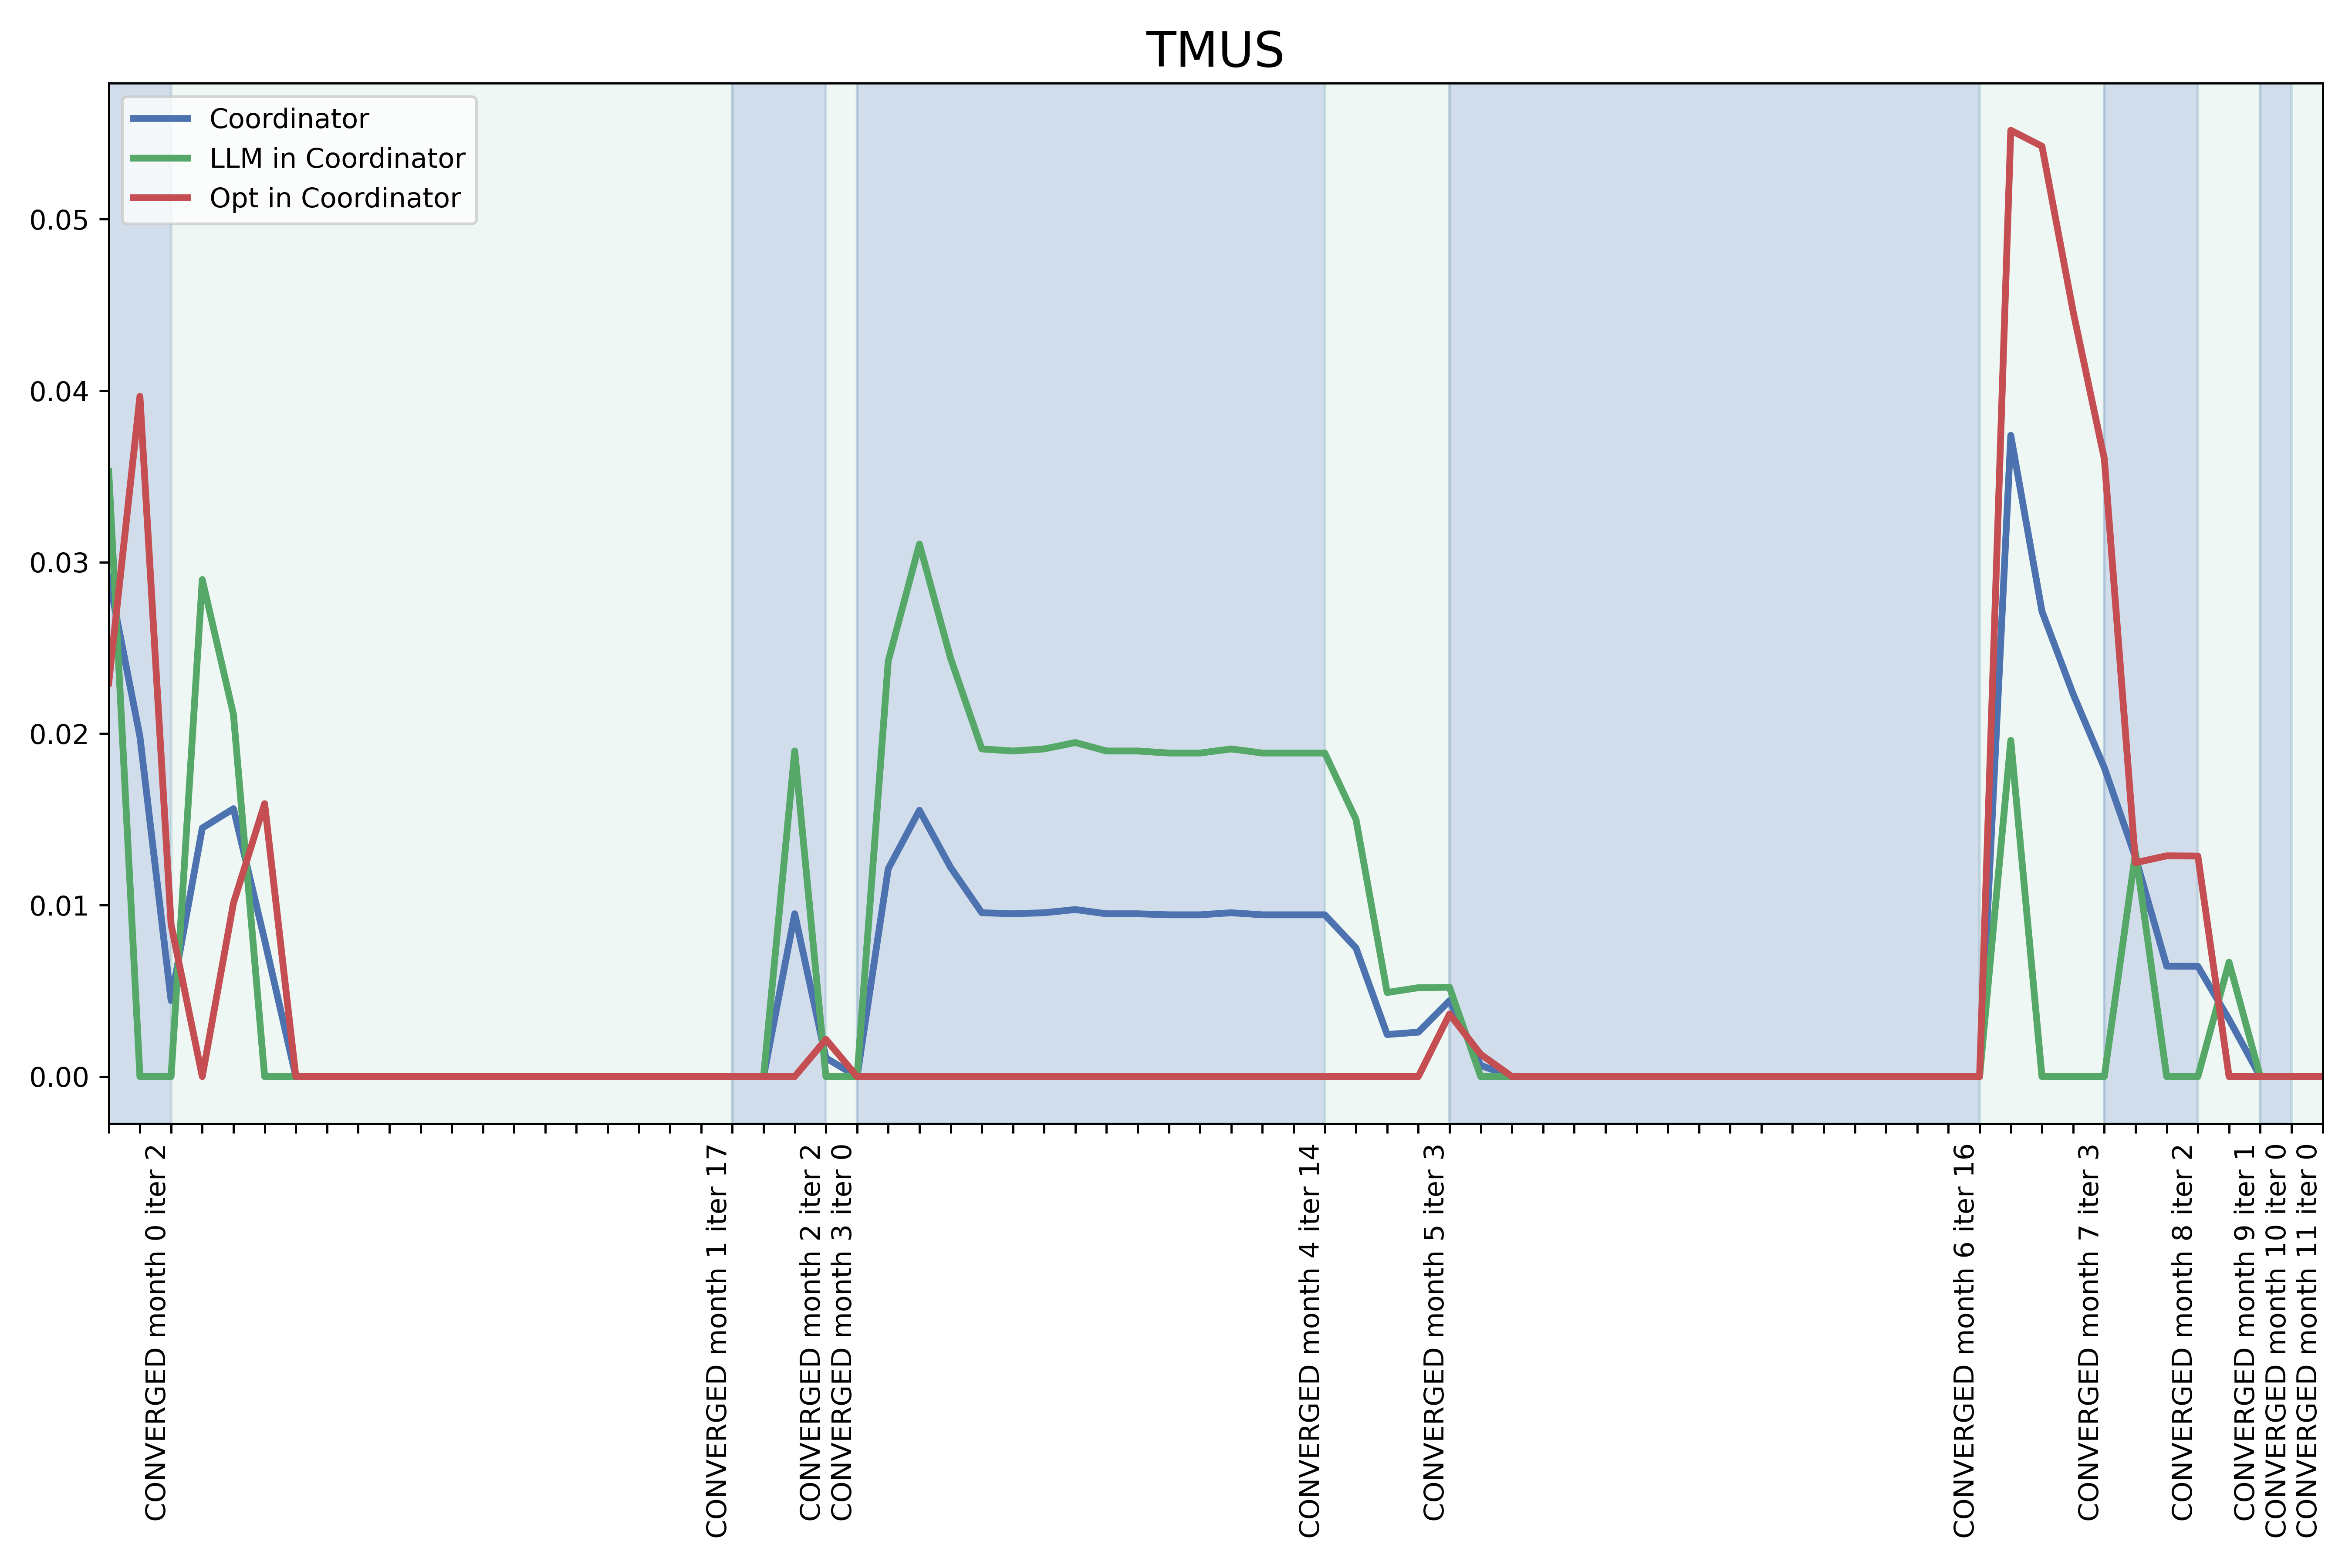 TMUS
Coordinator
LLM in Coordinator
Opt in Coordinator
0.05
0.04
0.03
0.02
0.01
0.00
CONVERGED month 0 iter 2
CONVERGED month 1 iter 17
CONVERGED month 2 iter 2
CONVERGED month 3 iter 0
CONVERGED month 4 iter 14
CONVERGED month 5 iter 3
CONVERGED month 6 iter 16
CONVERGED month 7 iter 3
CONVERGED month 8 iter 2
CONVERGED month 9 iter 1
CONVERGED month 10 iter 0
CONVERGED month 11 iter 0